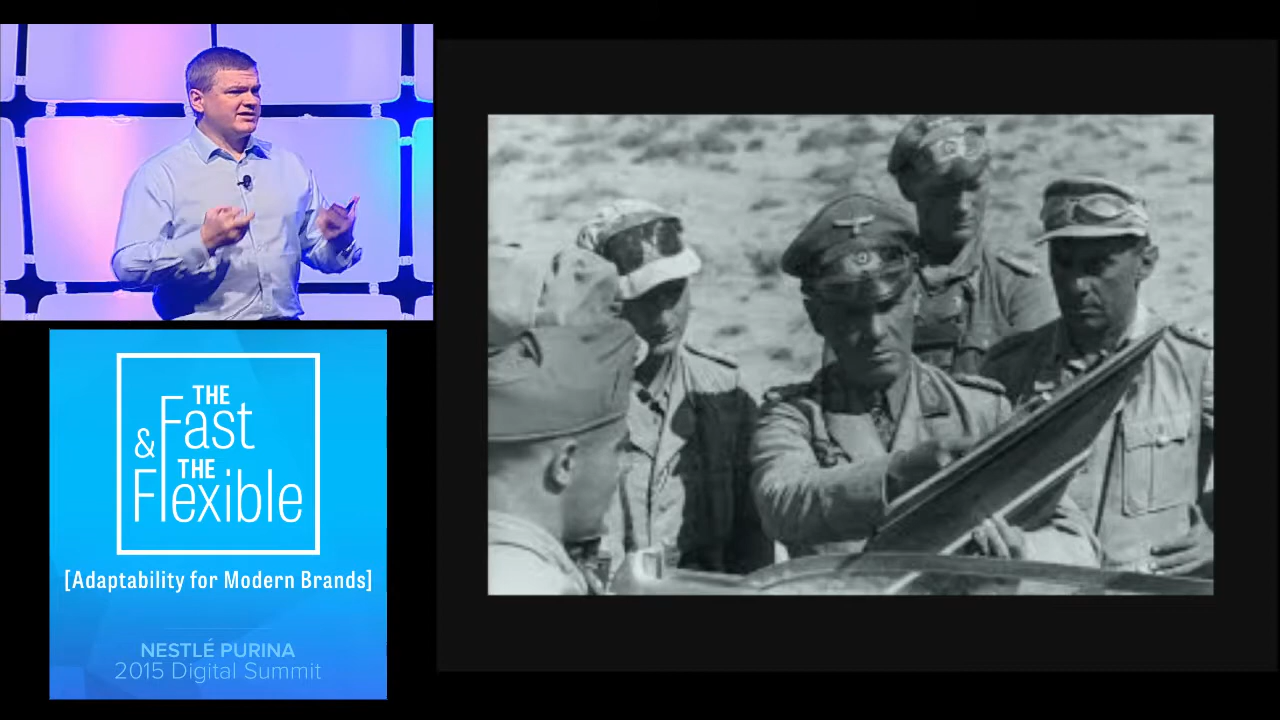 THE
& Fast
THE
Flexible
[Adaptability for Modern Brands]
NESTLÉ PURINA
2015 Digital Summit